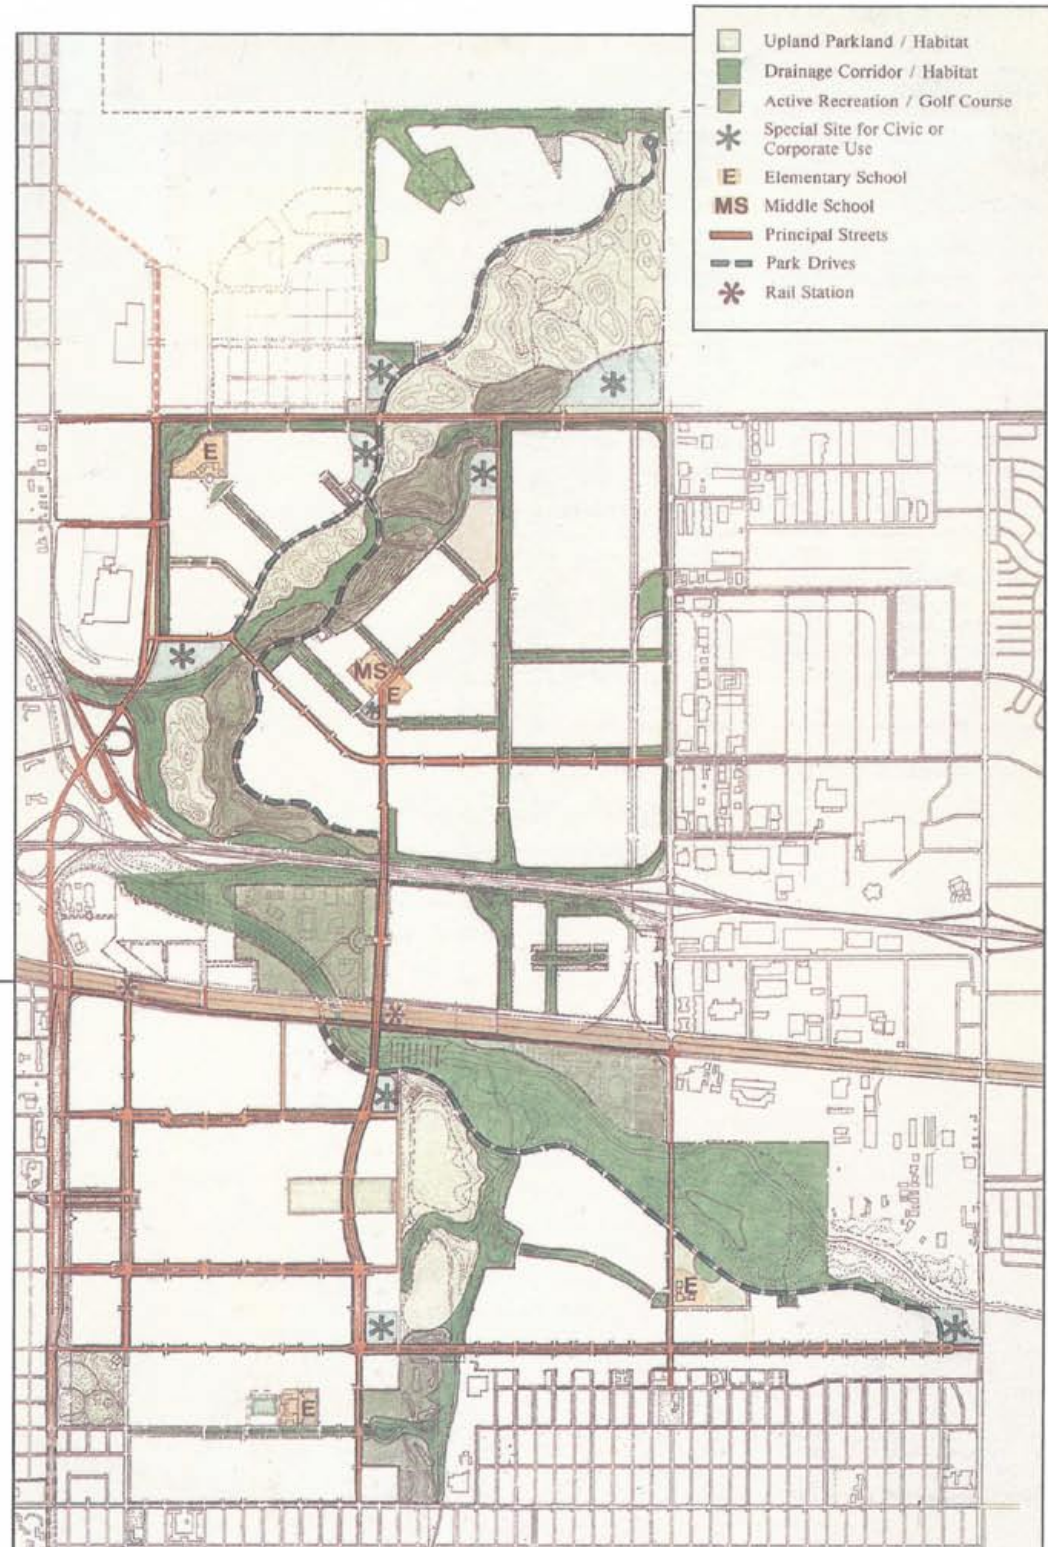 Upland Parkland / Habitat
Drainage Corridor / Habitat
Active Recreation / Golf Course
Special Site for Civic or
Corporate Use
E Elementary School
MS Middle School
Principal Streets
Park Drives
Rail Station
E
MS
E
E
E